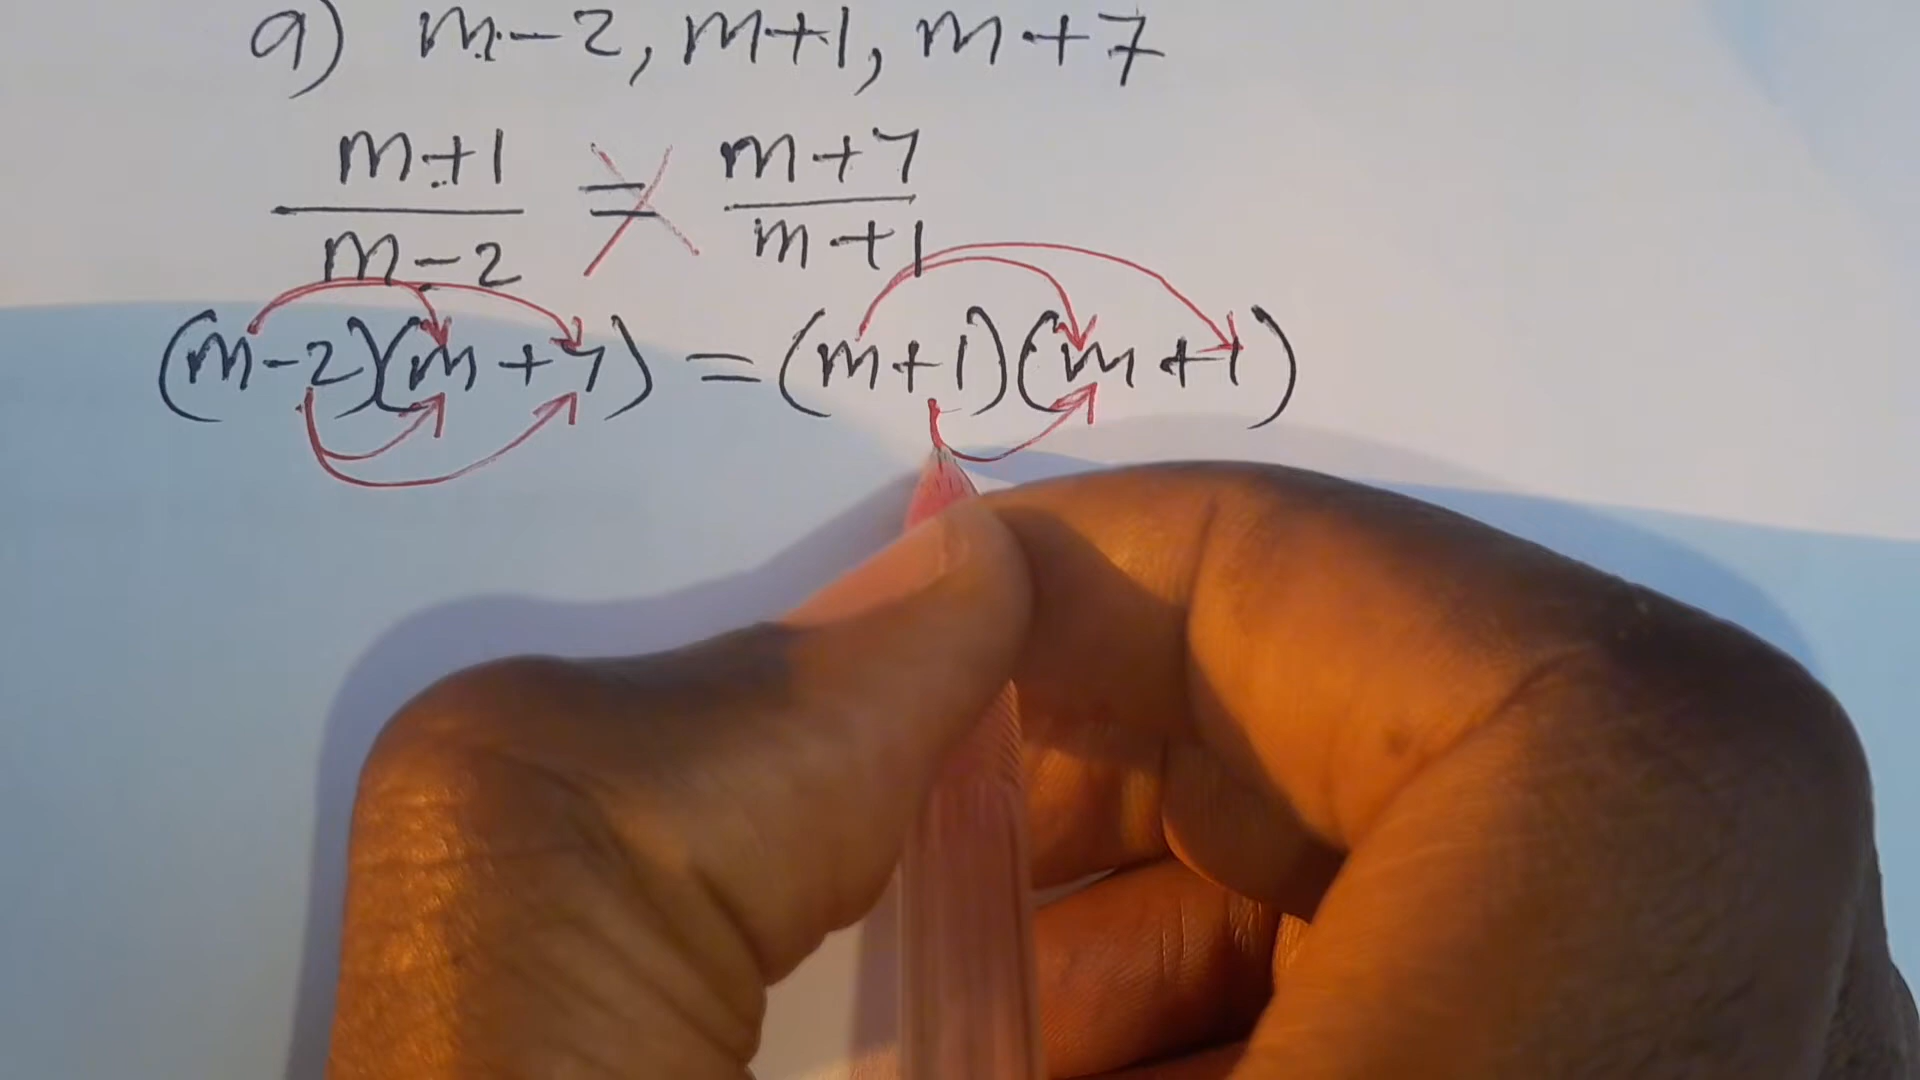 a) m-2, m+1, m+7
m+1 = m+7
m-2 m+1
(m-2)(m+7) = (m+1)(m+1)